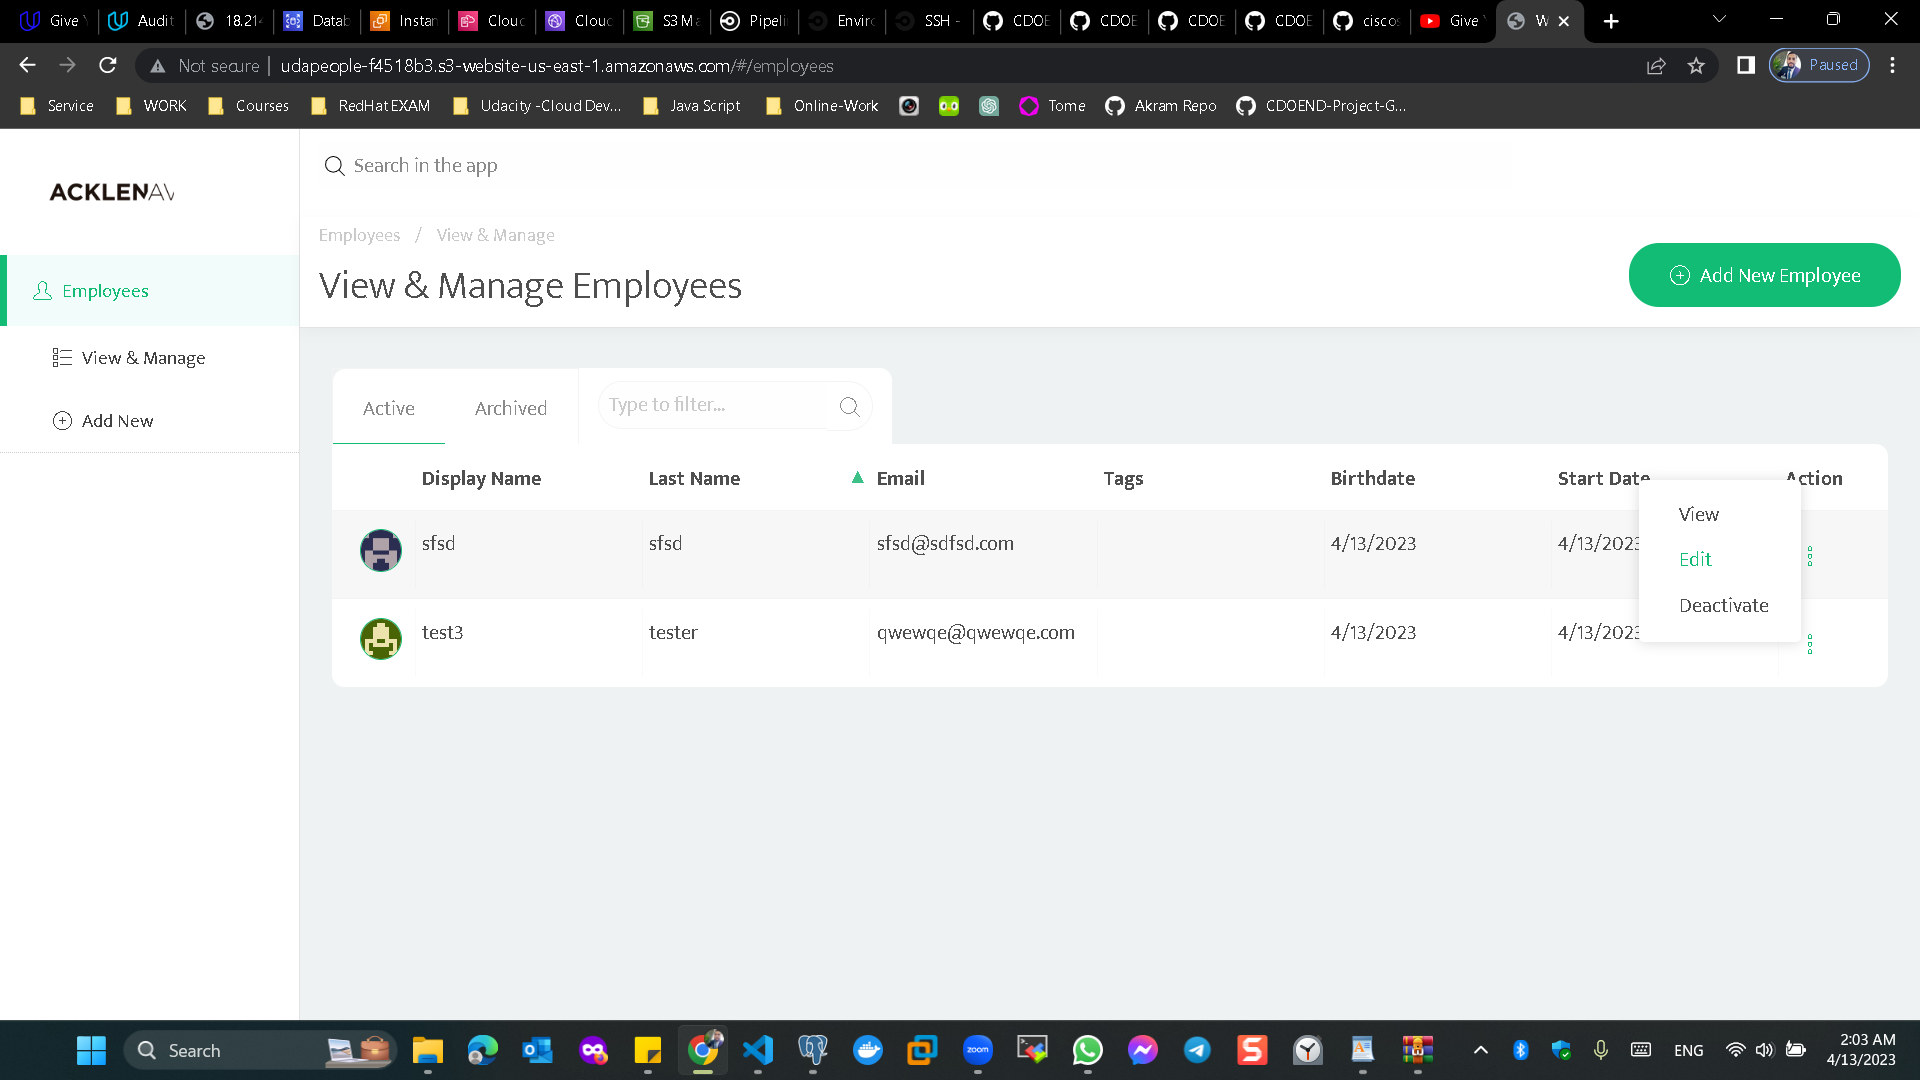 Give
Audit
18.214
Datab
Instan
Cloud
Cloud
S3 Ma
Pipeli
Enviro
SSH -
CDOE
CDOE
CDOE
CDOE
cisco
Give
W
Not secure
udapeople-f4518b3.s3-website-us-east-1.amazonaws.com/#/employees
Paused
Service
WORK
Courses
RedHat EXAM
Udacity -Cloud Dev...
Java Script
Online-Work
Tome
Akram Repo
CDOEND-Project-G...
ACKLENAV
Search in the app
Employees / View & Manage
View & Manage Employees
Add New Employee
Employees
View & Manage
Add New
Active
Archived
Type to filter...
Display Name Last Name Email Tags Birthdate Start Date Action
sfsd sfsd sfsd@sdfsd.com 4/13/2023 4/13/2023
test3 tester qwewqe@qwewqe.com 4/13/2023 4/13/2023
View
Edit
Deactivate
Search
zoom
ENG
2:03 AM
4/13/2023